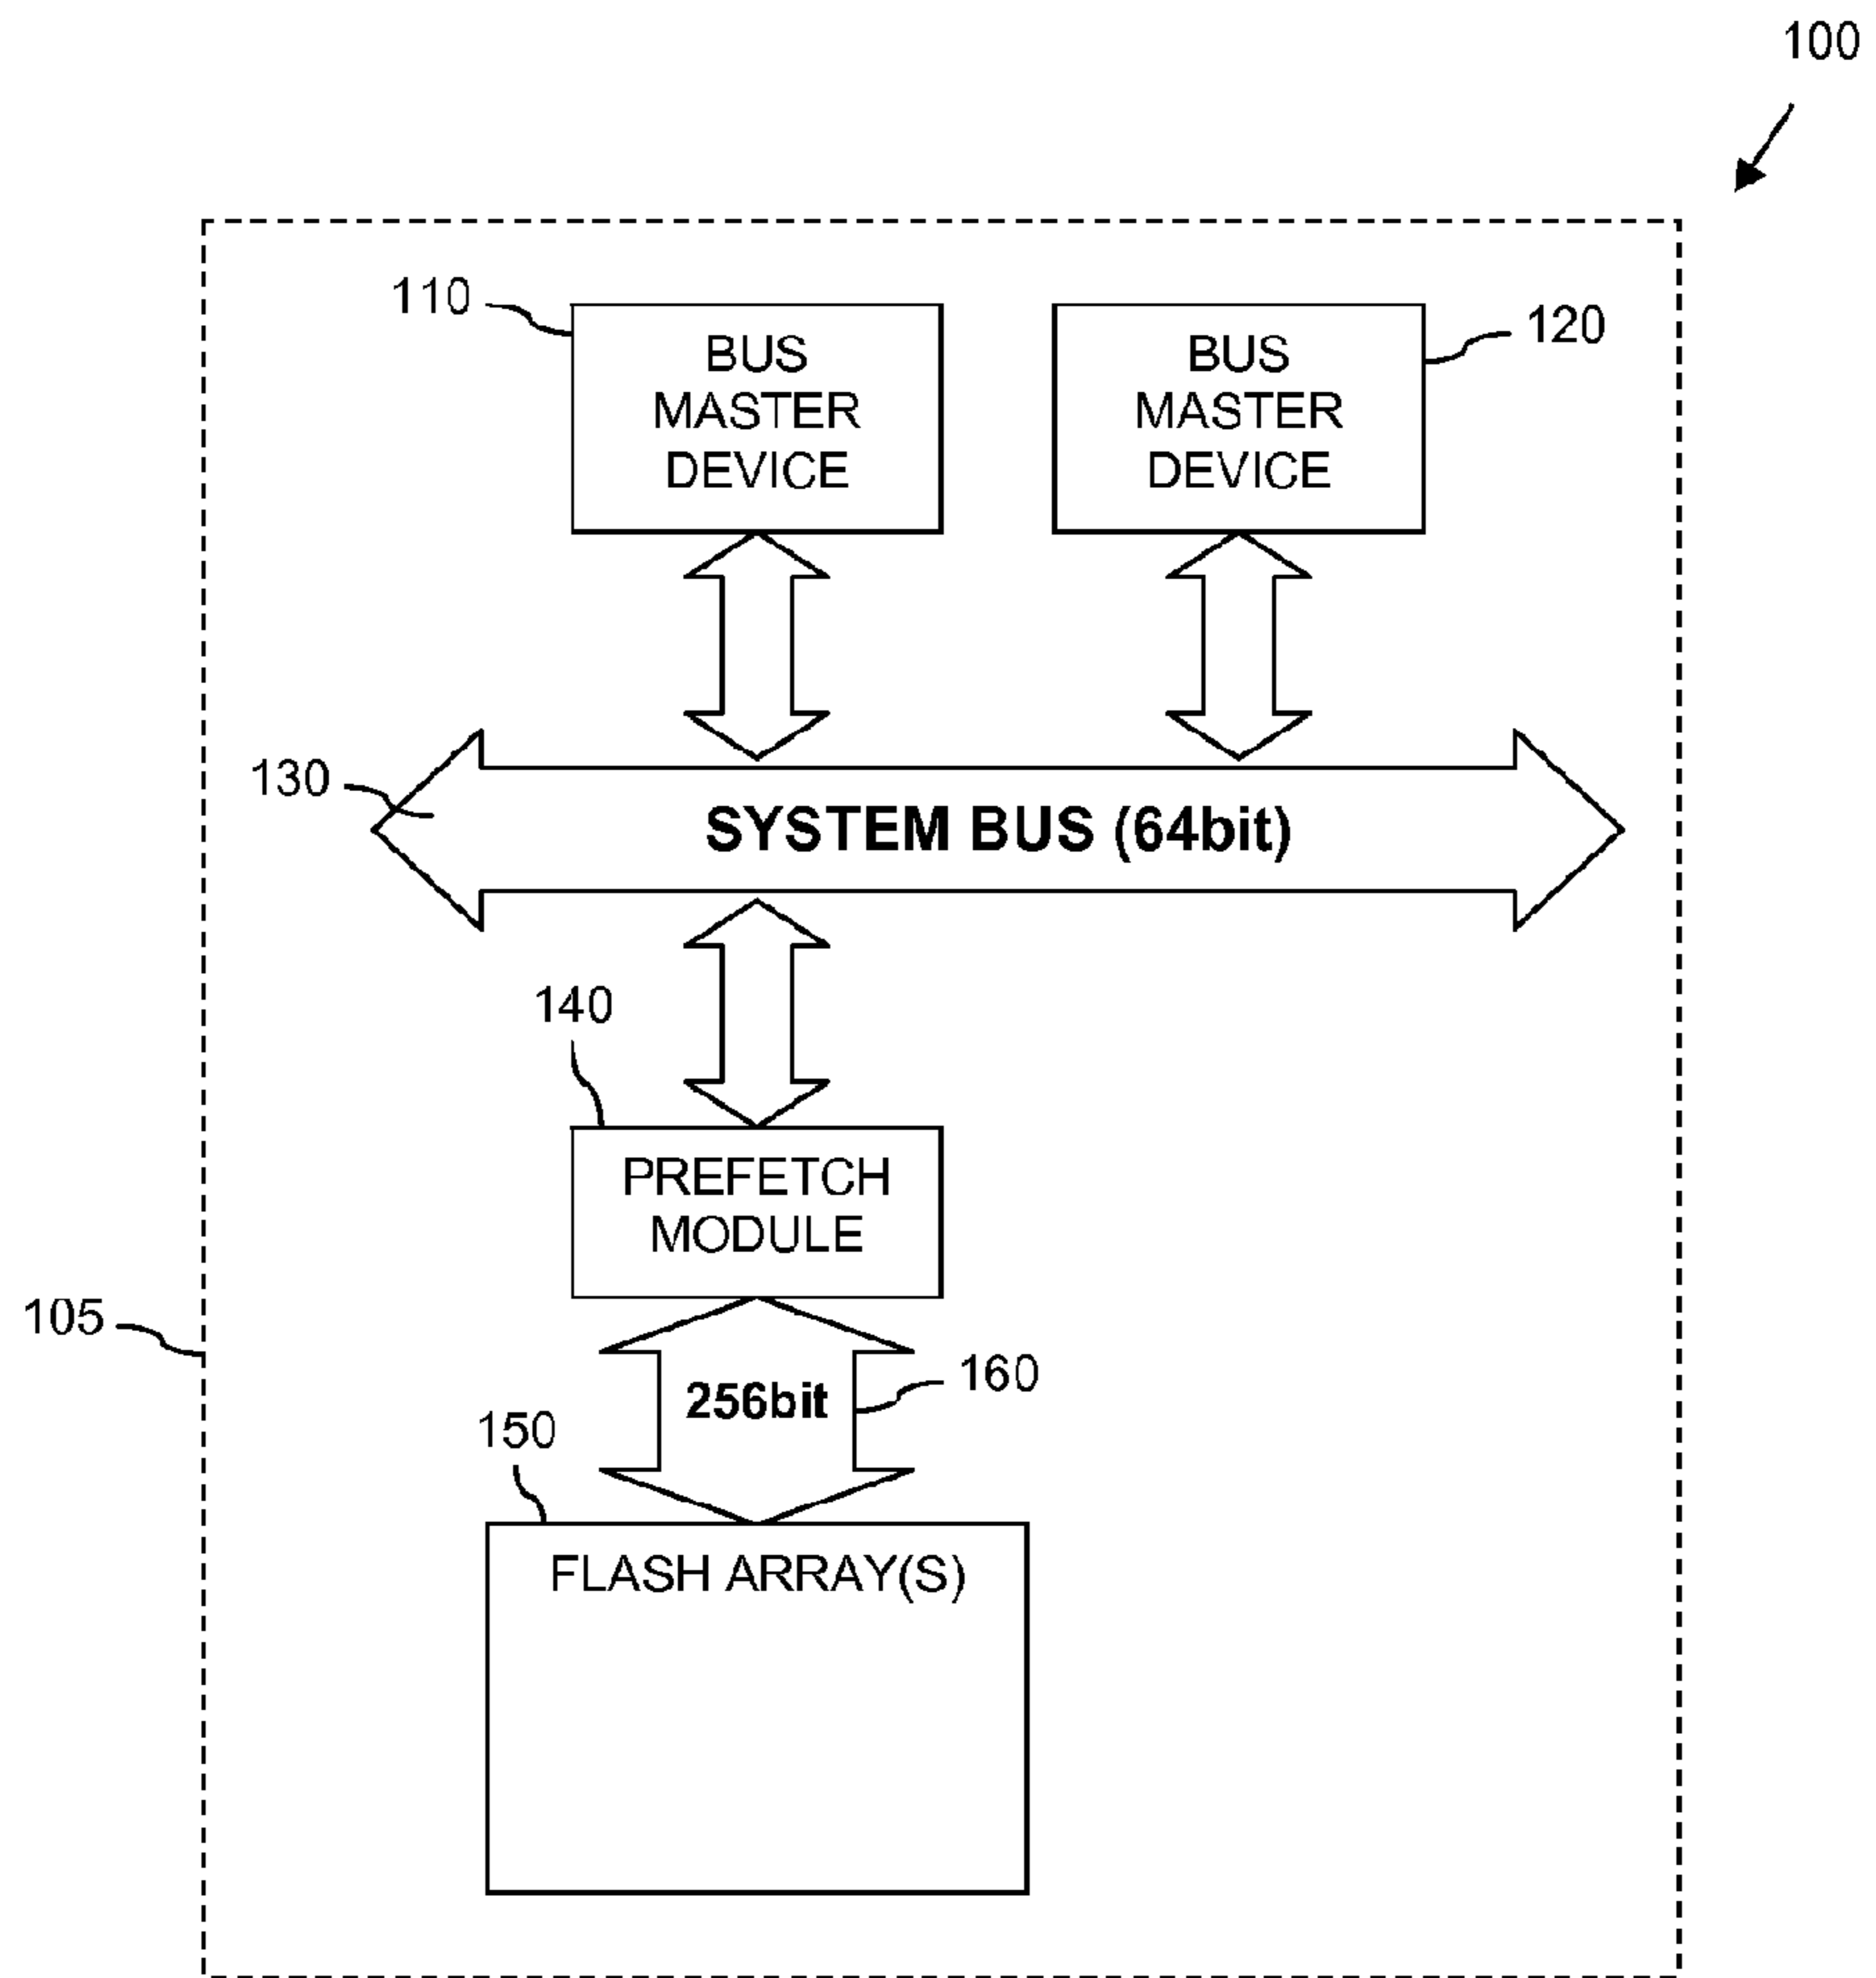 100
110
BUS
MASTER
DEVICE
BUS
MASTER
DEVICE
120
130
SYSTEM BUS (64bit)
140
PREFETCH
MODULE
105
256bit
160
150
FLASH ARRAY(S)